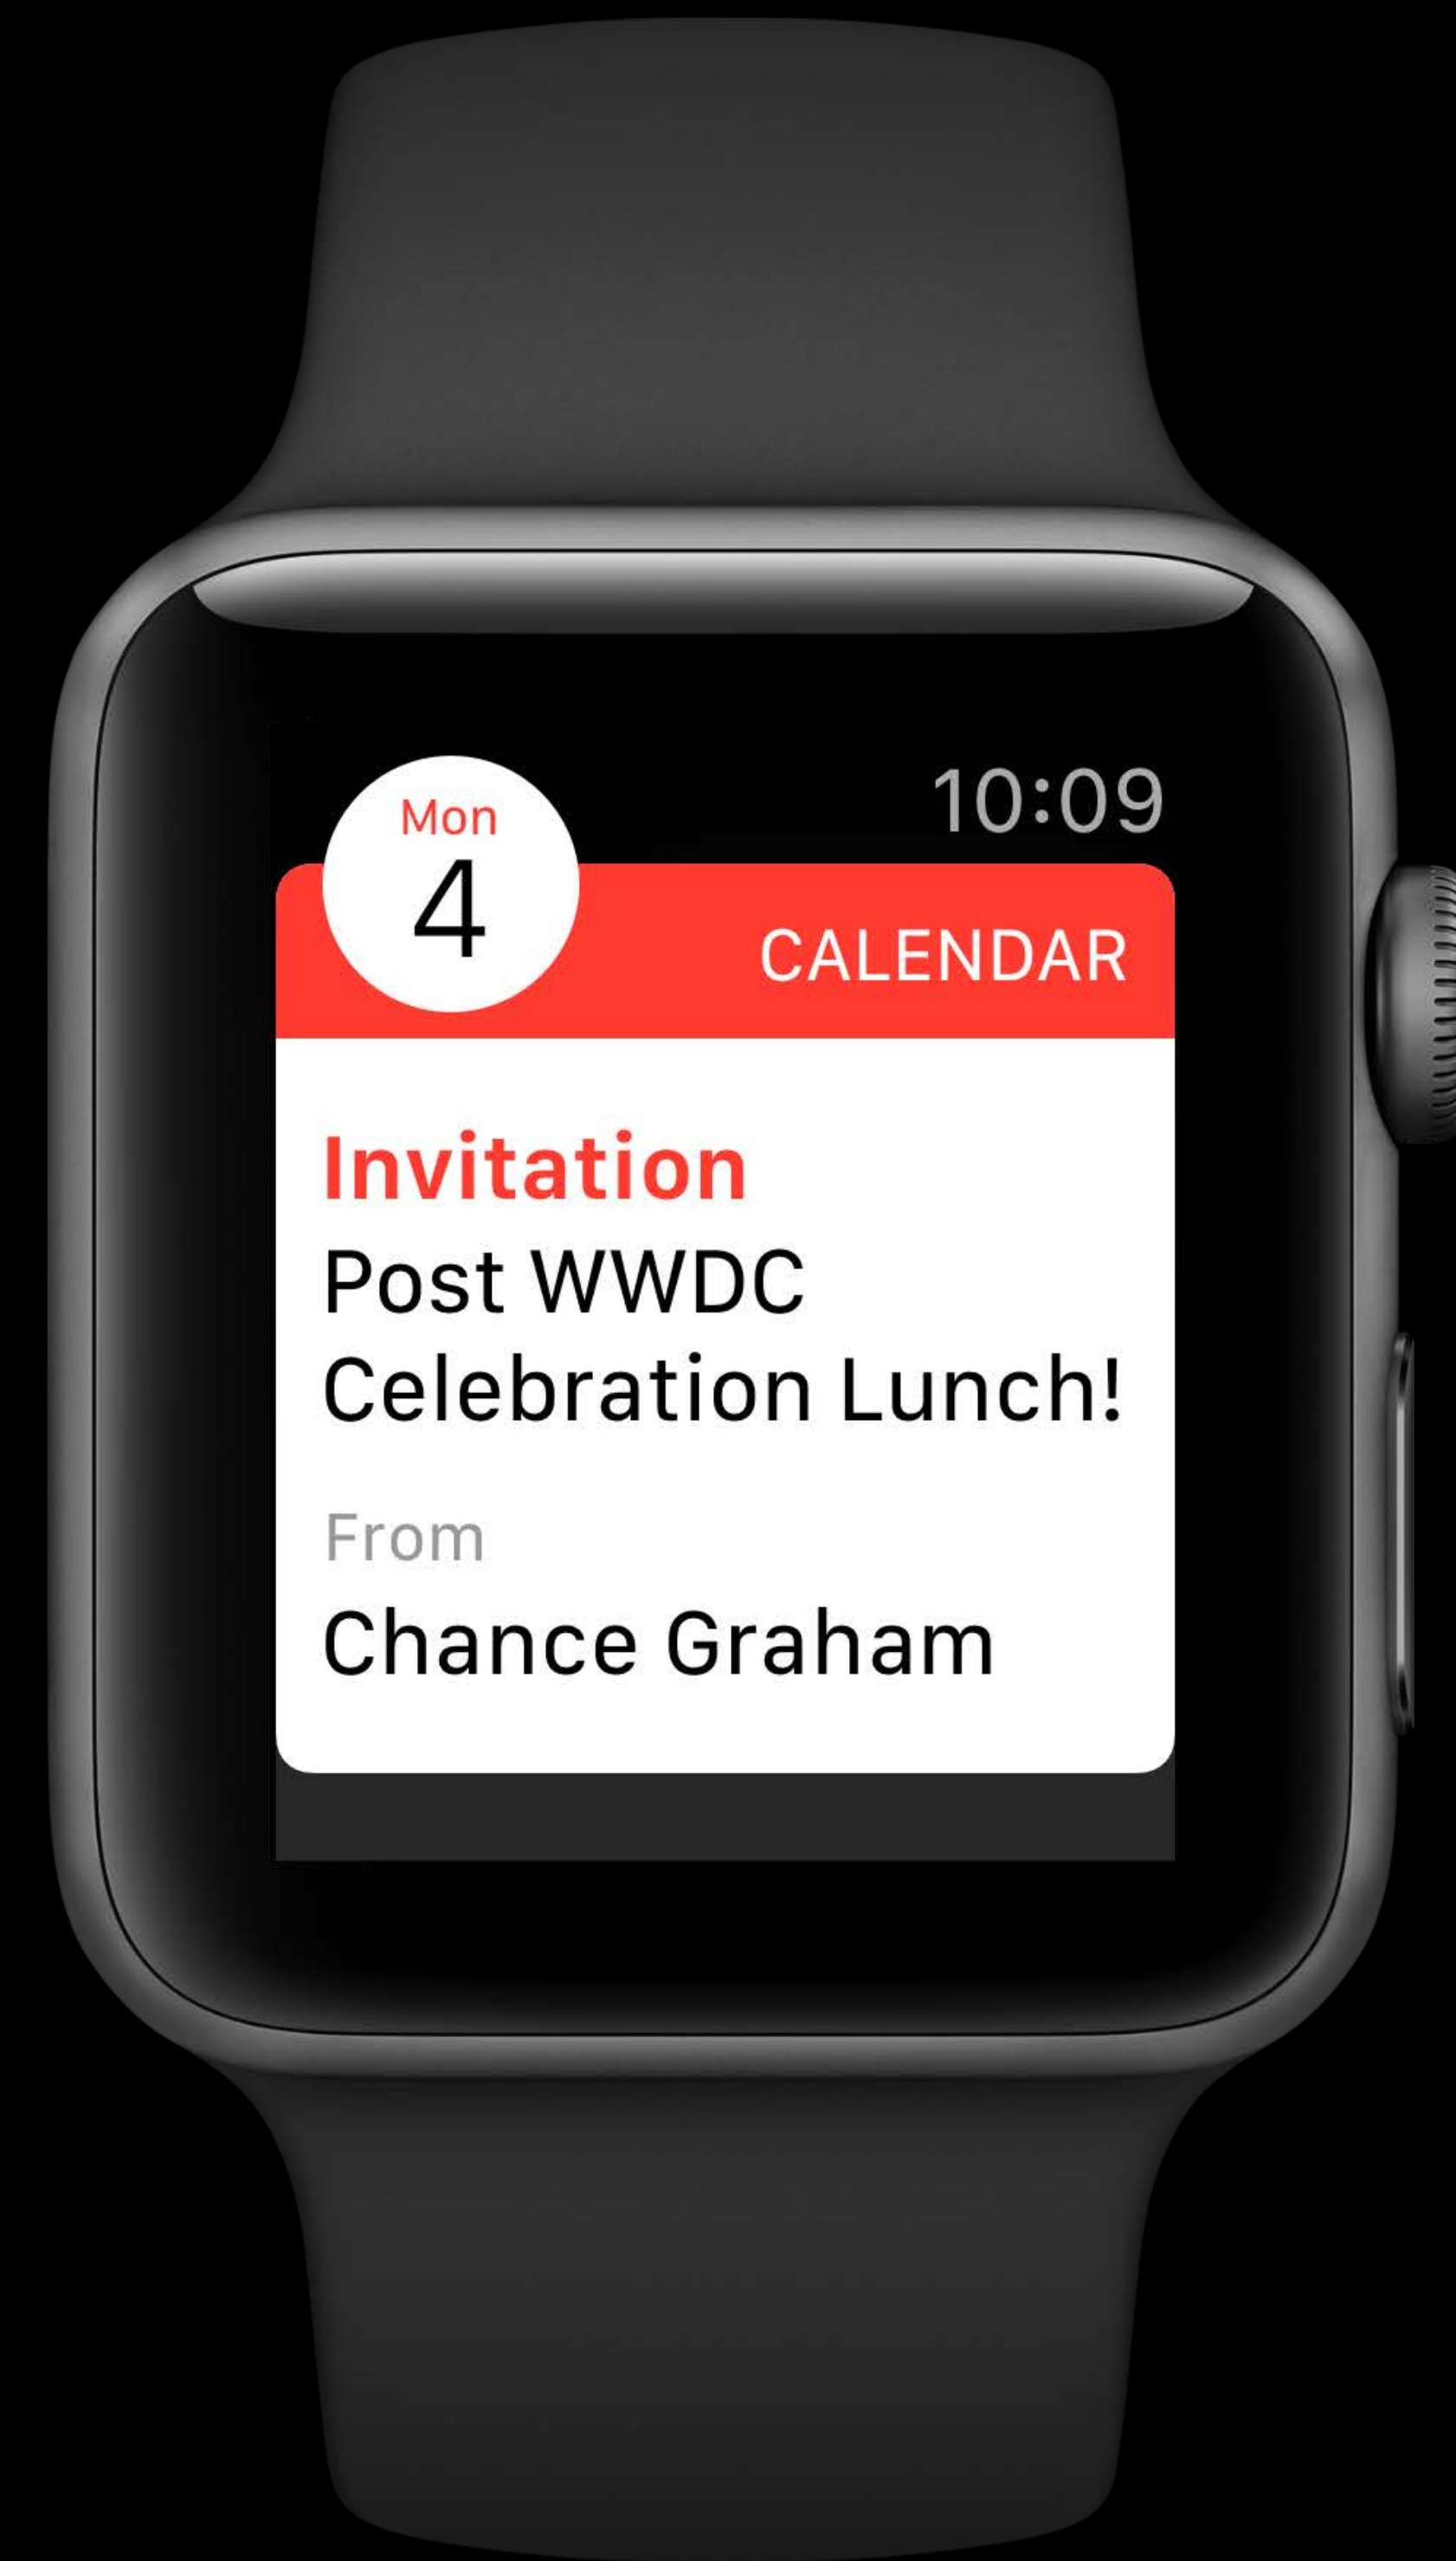 10:09
Mon
4
CALENDAR
Invitation
Post WWDC
Celebration Lunch!
From
Chance Graham